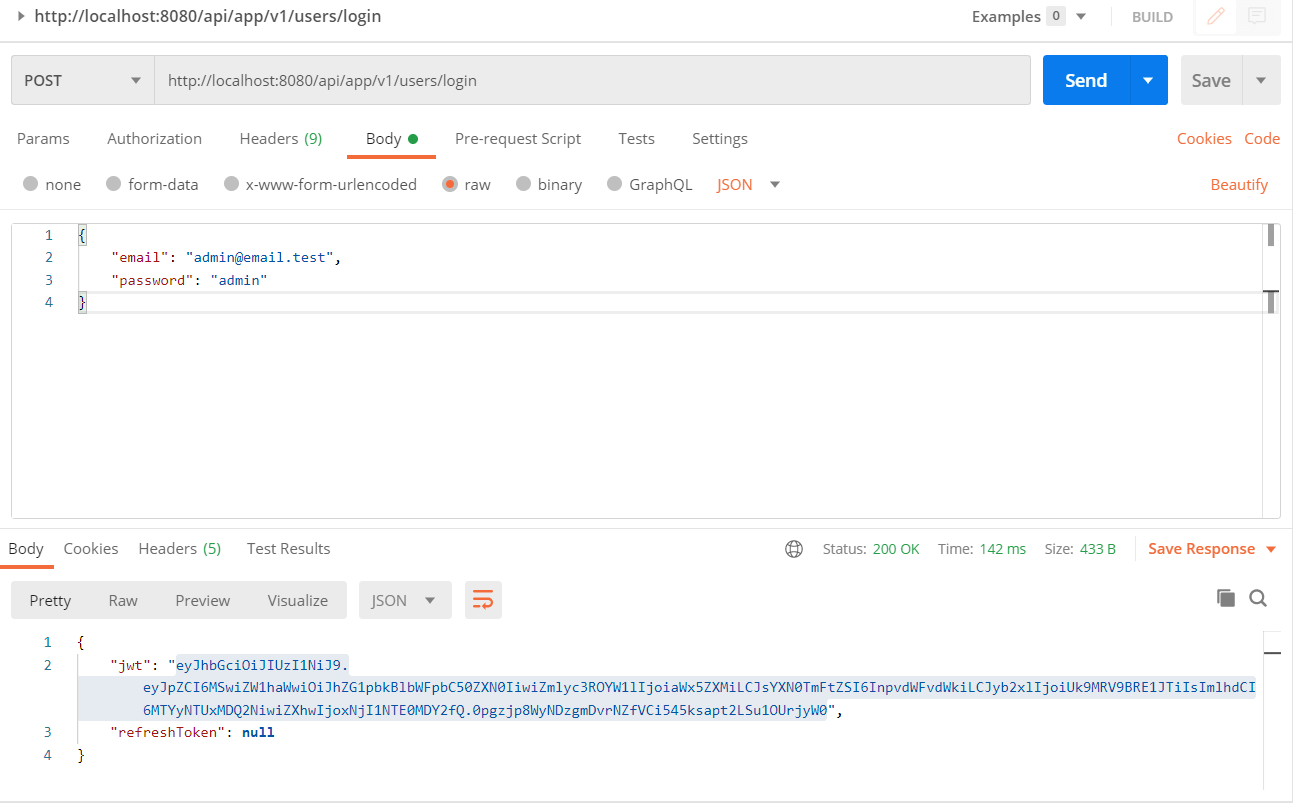 http://localhost:8080/api/app/v1/users/login Examples 0 BUILD
POST http://localhost:8080/api/app/v1/users/login Send Save
Params Authorization Headers (9) Body Pre-request Script Tests Settings Cookies Code
none form-data x-www-form-urlencoded raw binary GraphQL JSON Beautify
1 {
2 "email": "admin@email.test",
3 "password": "admin"
4 }
Body Cookies Headers (5) Test Results Status: 200 OK Time: 142 ms Size: 433 B Save Response
Pretty Raw Preview Visualize JSON
1 {
2 "jwt": "eyJhbGciOiJIUzI1NiJ9.
eyJpZCI6MSwiZW1haWwiOiJhZG1pbkBlbWFpbC50ZXN0IiwiZmlyc3ROYW1lIjoiaWx5ZXMiLCJsYXN0TmFtZSI6InpvdWFvdWkiLCJyb2xlIjoiUk9MRV9BRE1JTiIsImlhdCI
6MTYyNTUxMDQ2NiwiZXhwIjoxNjI1NTE0MDY2fQ.0pgzjp8WyNDzgmDvrNZfVCi545ksapt2LSu1OUrjyW0",
3 "refreshToken": null
4 }